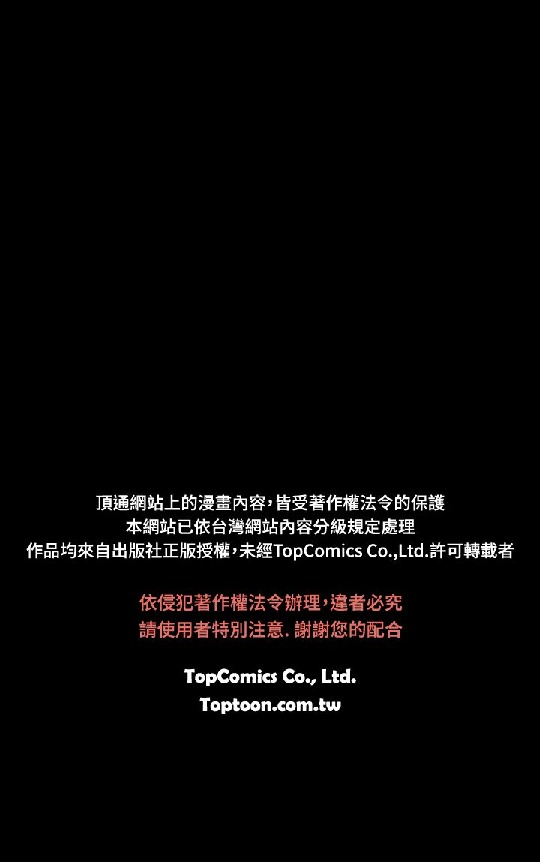 頂通網站上的漫畫內容，皆受著作權法令的保護
本網站已依台灣網站內容分級規定處理
作品均來自出版社正版授權，未經TopComics Co.,Ltd.許可轉載者
依侵犯著作權法令辦理，違者必究
請使用者特別注意. 謝謝您的配合
TopComics Co., Ltd.
Toptoon.com.tw